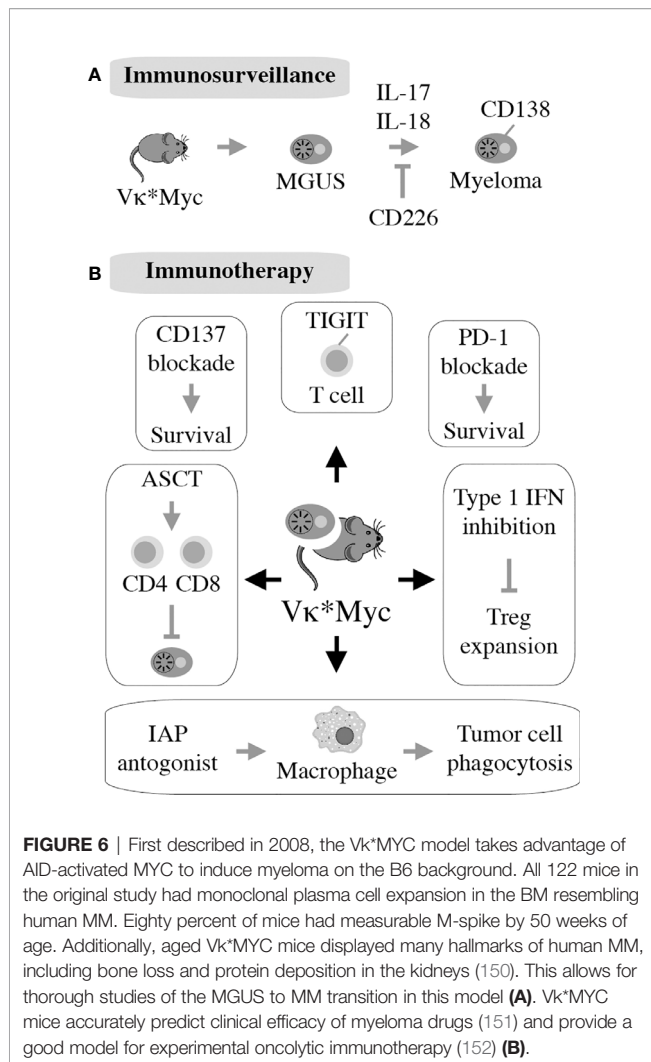 A
Immunosurveillance
IL-17
IL-18
CD138
Vκ*Myc
MGUS
Myeloma
CD226
B
Immunotherapy
CD137
blockade
Survival
TIGIT
T cell
PD-1
blockade
Survival
ASCT
CD4 CD8
Vκ*Myc
Type 1 IFN
inhibition
Treg
expansion
IAP
antogonist
Macrophage
Tumor cell
phagocytosis
FIGURE 6 | First described in 2008, the Vk*MYC model takes advantage of
AID-activated MYC to induce myeloma on the B6 background. All 122 mice in
the original study had monoclonal plasma cell expansion in the BM resembling
human MM. Eighty percent of mice had measurable M-spike by 50 weeks of
age. Additionally, aged Vk*MYC mice displayed many hallmarks of human MM,
including bone loss and protein deposition in the kidneys (150). This allows for
thorough studies of the MGUS to MM transition in this model (A). Vk*MYC
mice accurately predict clinical efficacy of myeloma drugs (151) and provide a
good model for experimental oncolytic immunotherapy (152) (B).